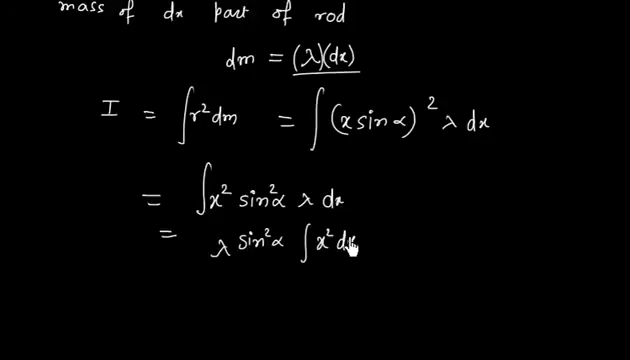 mass of dx part of rod
dm = (λ)(dx)
I = ∫r²dm = ∫(x sin α)² λ dx
= ∫x² sin²α λ dx
= λ sin²α ∫x² dx